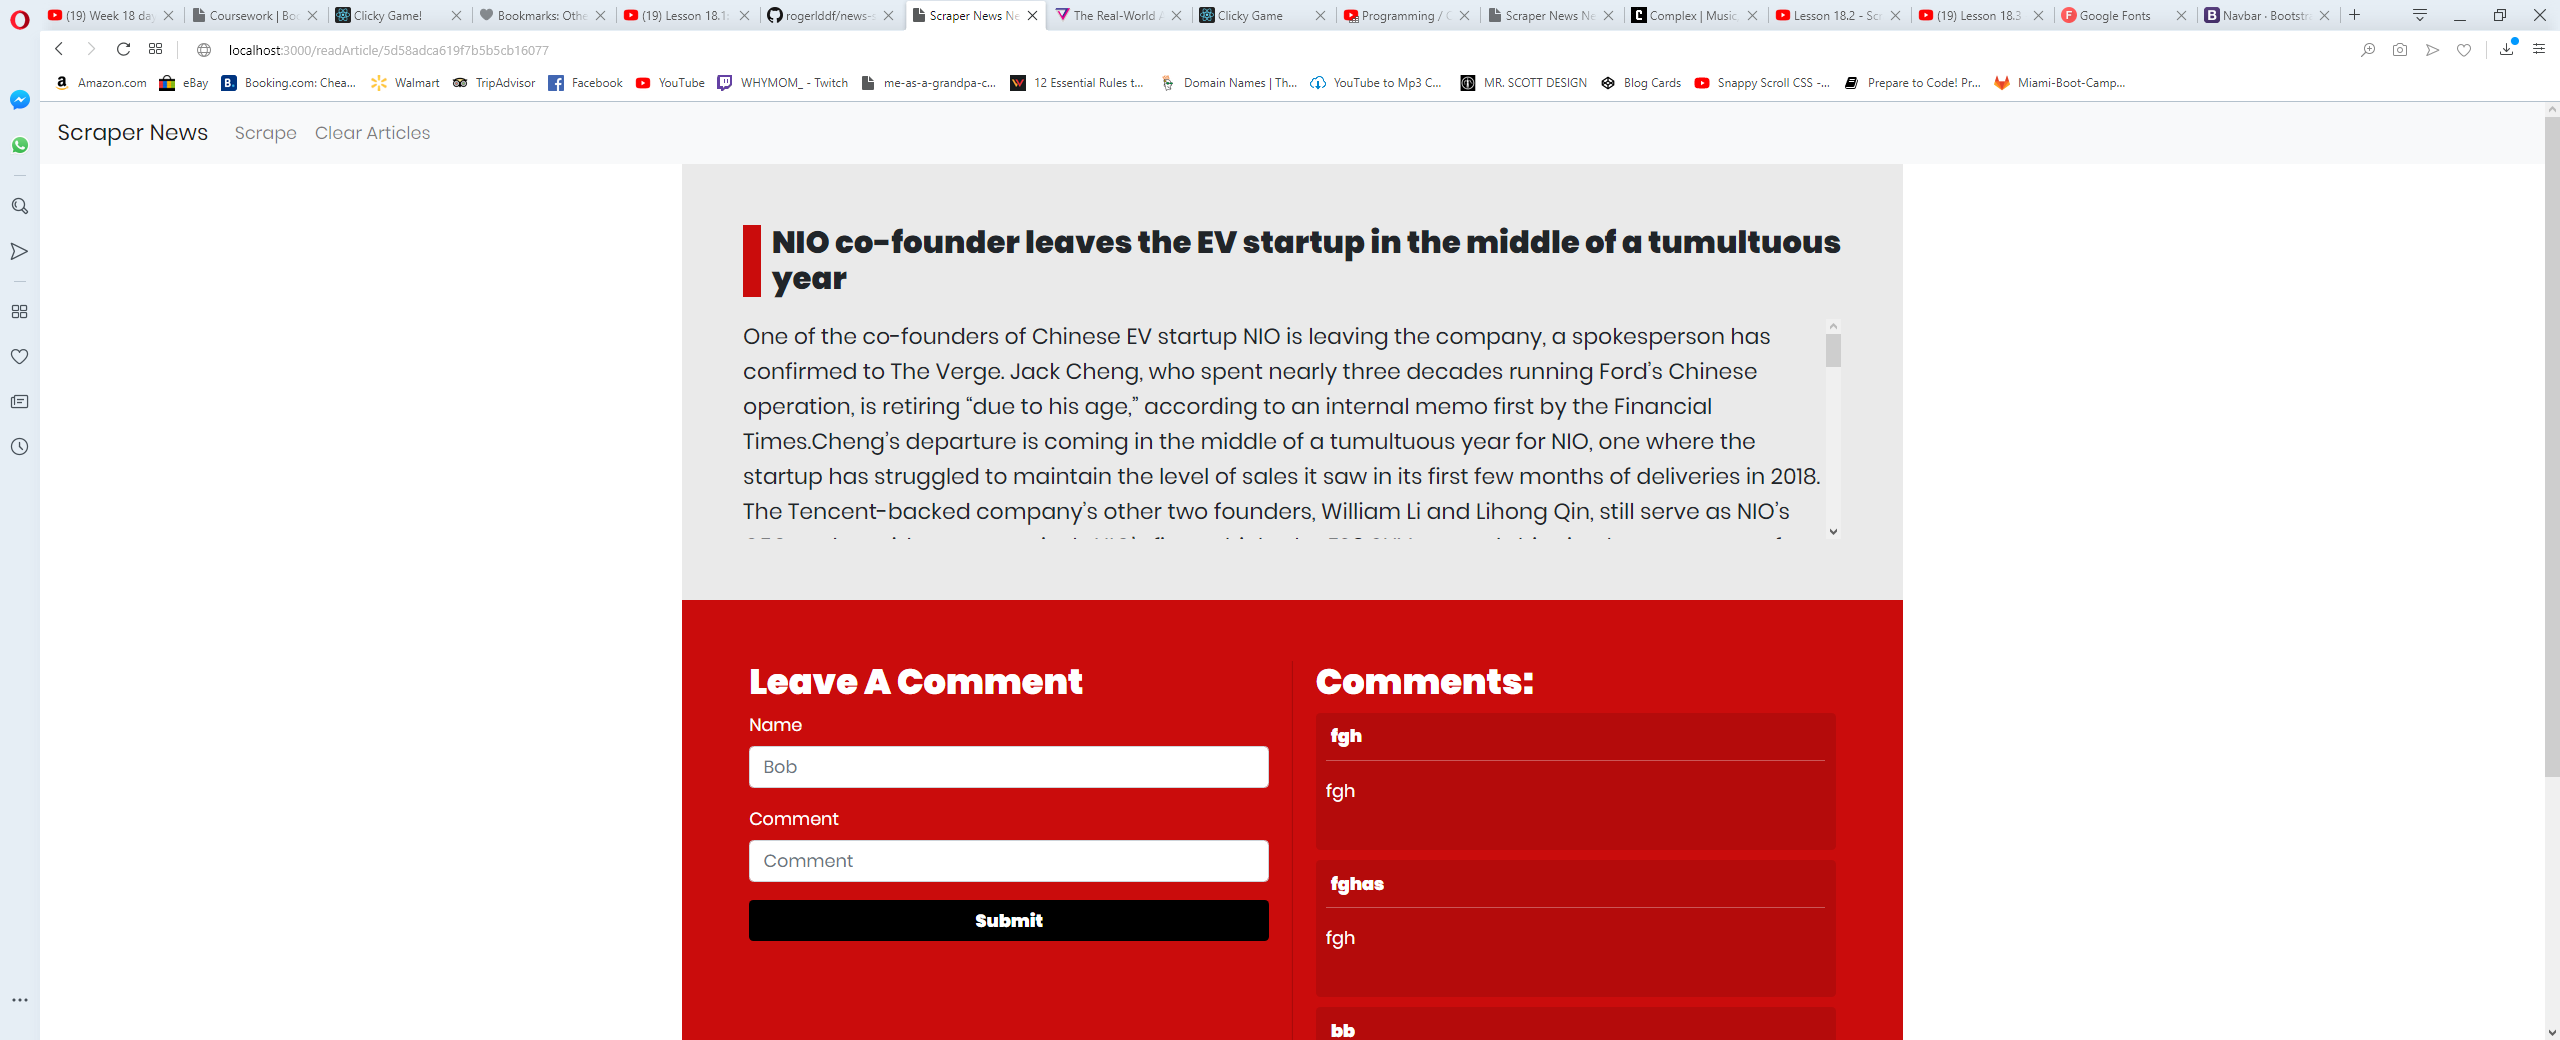 (19) Week 18 day
Coursework | Boo
Clicky Game!
Bookmarks: Othe
(19) Lesson 18.1:
rogerlddf/news-s
Scraper News Ne
The Real-World A
Clicky Game
Programming / C
Scraper News Ne
Complex | Music,
Lesson 18.2 - Scr
(19) Lesson 18.3
Google Fonts
Navbar · Bootstra
localhost:3000/readArticle/5d58adca619f7b5b5cb16077
Amazon.com
eBay
Booking.com: Chea...
Walmart
TripAdvisor
Facebook
YouTube
WHYMOM_ - Twitch
me-as-a-grandpa-c...
12 Essential Rules t...
Domain Names | Th...
YouTube to Mp3 C...
MR. SCOTT DESIGN
Blog Cards
Snappy Scroll CSS -...
Prepare to Code! Pr...
Miami-Boot-Camp...
Scraper News Scrape Clear Articles
NIO co-founder leaves the EV startup in the middle of a tumultuous
year
One of the co-founders of Chinese EV startup NIO is leaving the company, a spokesperson has
confirmed to The Verge. Jack Cheng, who spent nearly three decades running Ford’s Chinese
operation, is retiring “due to his age,” according to an internal memo first by the Financial
Times.Cheng’s departure is coming in the middle of a tumultuous year for NIO, one where the
startup has struggled to maintain the level of sales it saw in its first few months of deliveries in 2018.
The Tencent-backed company’s other two founders, William Li and Lihong Qin, still serve as NIO’s
Leave A Comment
Name
Bob
Comment
Comment
Submit
Comments:
fgh
fgh
fghas
fgh
bb